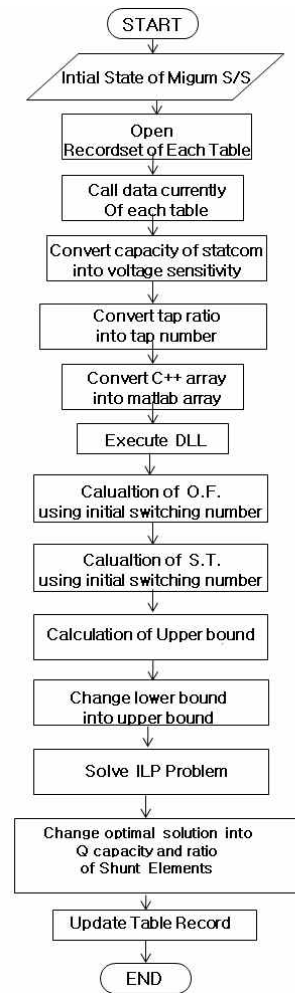 START
Intial State of Migum S/S
Open
Recordset of Each Table
Call data currently
Of each table
Convert capacity of statcom
into voltage sensitivity
Convert tap ratio
into tap number
Convert C++ array
into matlab array
Execute DLL
Calualtion of O.F.
using initial switching number
Calualtion of S.T.
using initial switching number
Calculation of Upper bound
Change lower bound
into upper bound
Solve ILP Problem
Change optimal solution into
Q capacity and ratio
of Shunt Elements
Update Table Record
END